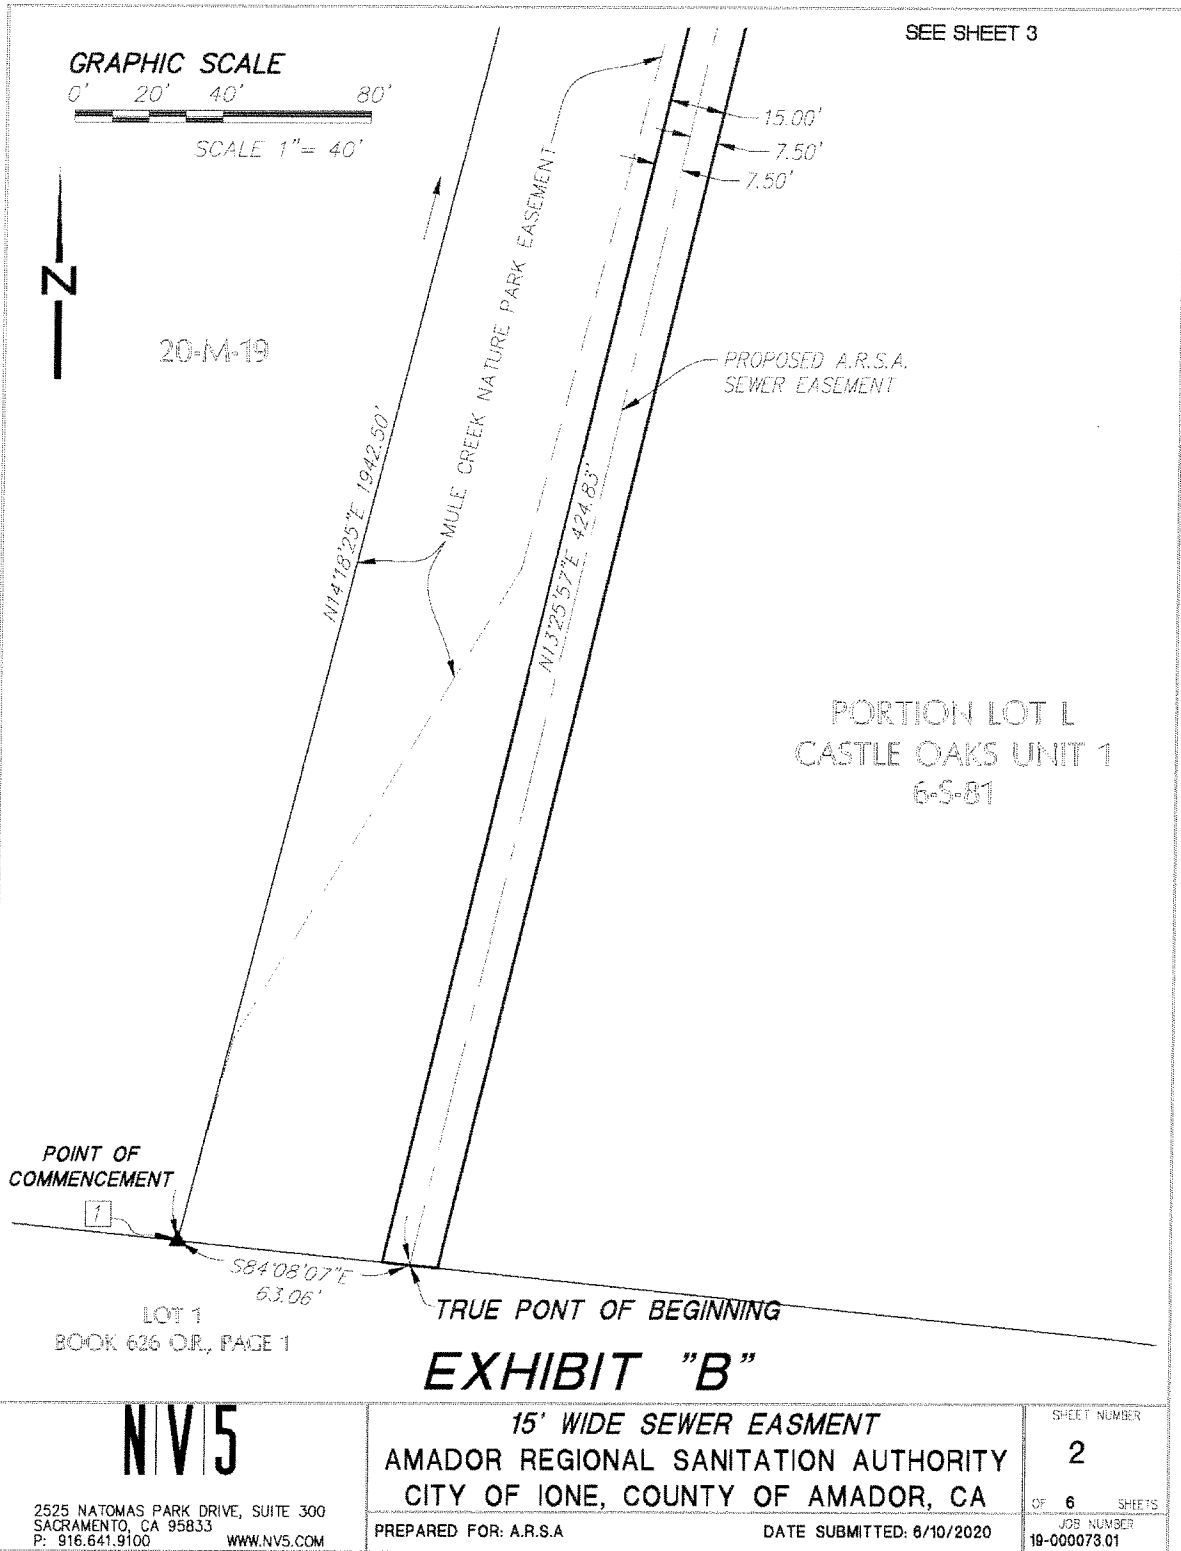 SEE SHEET 3
GRAPHIC SCALE
0' 20' 40' 80'
SCALE 1"= 40'
15.00'
7.50'
7.50'
N
20-M-19
MULE CREEK NATURE PARK EASEMENT
PROPOSED A.R.S.A.
SEWER EASEMENT
N14°18'25"E 1942.50'
N13°25'57"E 424.83'
PORTION LOT L
CASTLE OAKS UNIT 1
6-S-81
POINT OF
COMMENCEMENT
1
S84°08'07"E
63.06'
TRUE PONT OF BEGINNING
LOT 1
BOOK 626 O.R., PAGE 1
EXHIBIT "B"
N|V|5
2525 NATOMAS PARK DRIVE, SUITE 300
SACRAMENTO, CA 95833
P: 916.641.9100 WWW.NV5.COM
15' WIDE SEWER EASMENT
AMADOR REGIONAL SANITATION AUTHORITY
CITY OF IONE, COUNTY OF AMADOR, CA
PREPARED FOR: A.R.S.A DATE SUBMITTED: 6/10/2020
SHEET NUMBER
2
OF 6 SHEETS
JOB NUMBER
19-000073.01